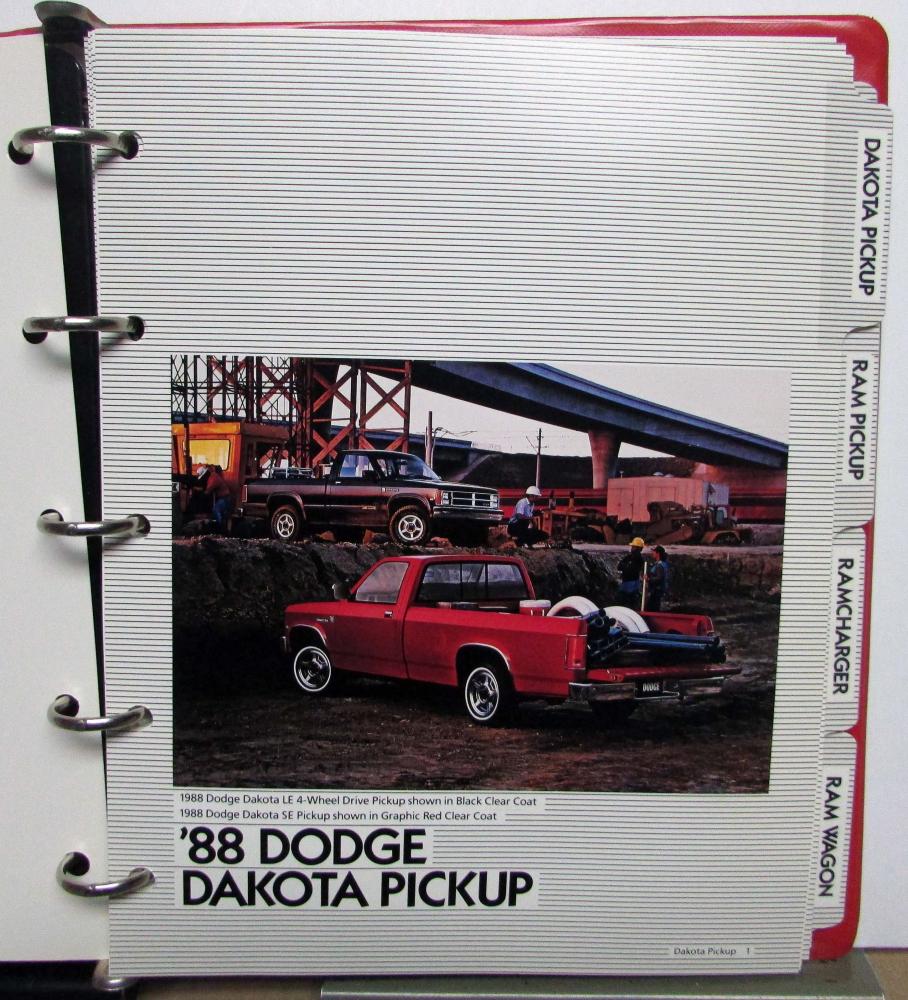 DAKOTA PICKUP
RAM PICKUP
RAMCHARGER
RAM WAGON
DODGE
1988 Dodge Dakota LE 4-Wheel Drive Pickup shown in Black Clear Coat
1988 Dodge Dakota SE Pickup shown in Graphic Red Clear Coat
'88 DODGE
DAKOTA PICKUP
Dakota Pickup 1